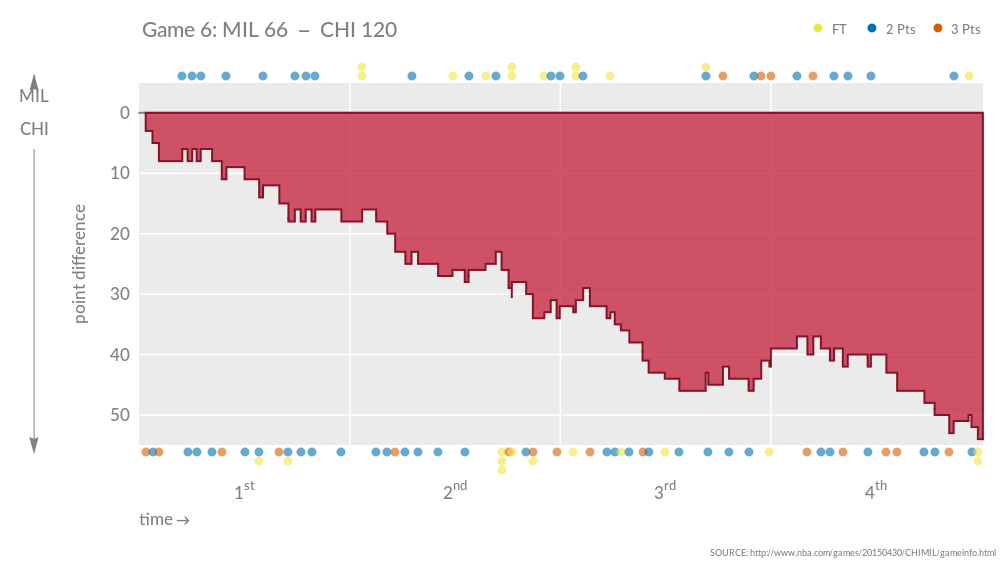 Game 6: MIL 66 – CHI 120
FT 2 Pts 3 Pts
MIL
CHI
point difference
0
10
20
30
40
50
1st 2nd 3rd 4th
time→
SOURCE: http://www.nba.com/games/20150430/CHIMIL/gameinfo.html